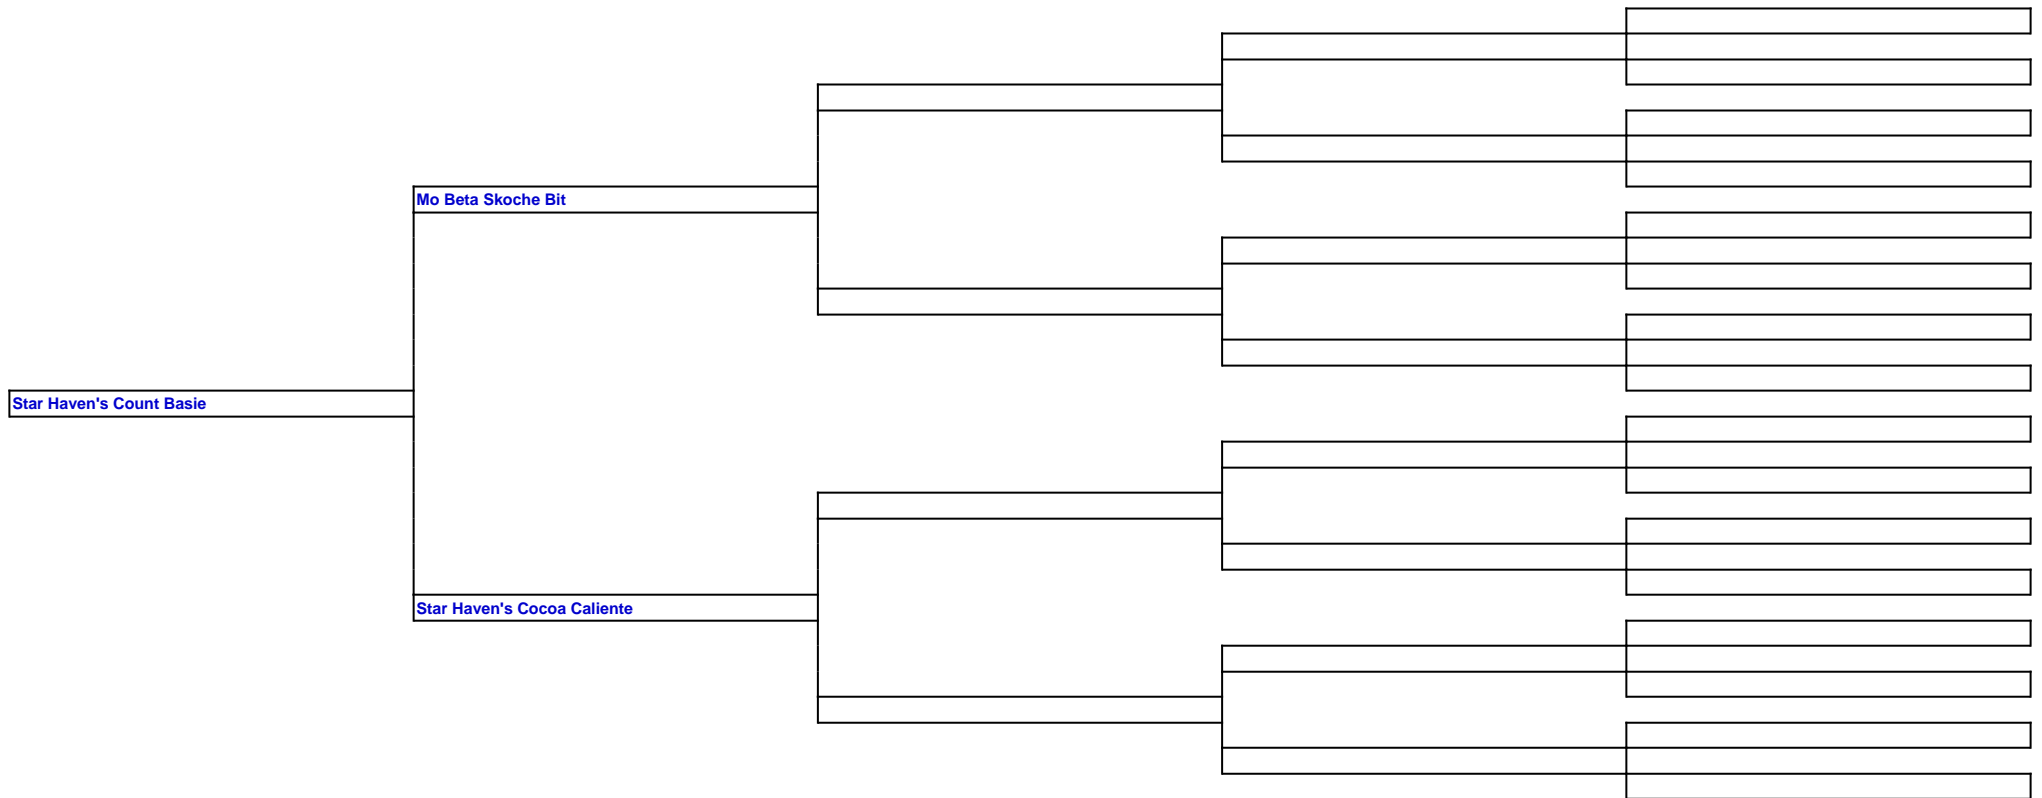 Mo Beta Skoche Bit
Star Haven's Count Basie
Star Haven's Cocoa Caliente